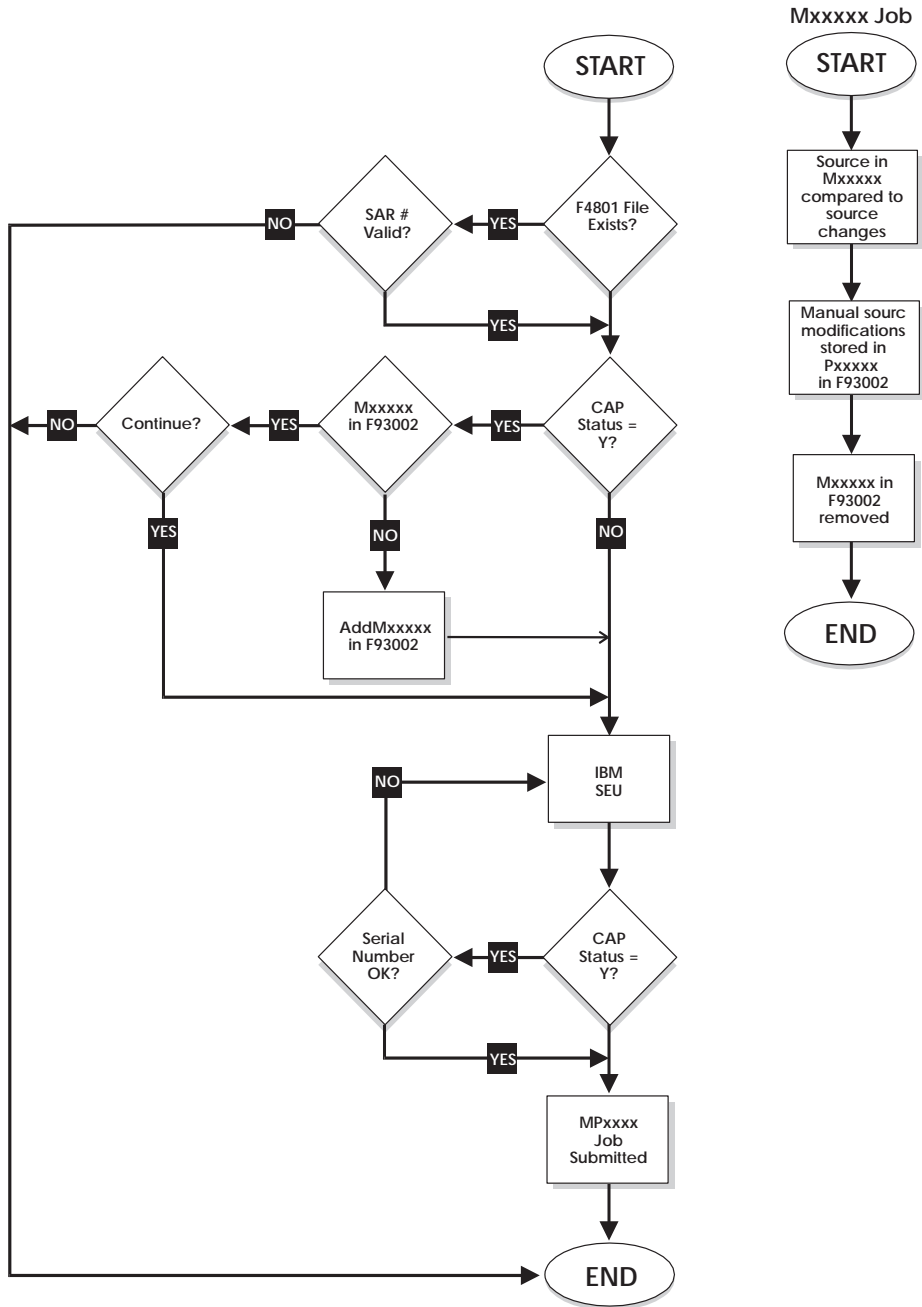 Mxxxxx Job
START
START
F4801 File
Exists?
YES
SAR #
Valid?
NO
YES
CAP
Status =
Y?
YES
Mxxxxx
in F93002
YES
Continue?
NO
YES
NO
NO
AddMxxxxx
in F93002
IBM
SEU
NO
CAP
Status =
Y?
YES
Serial
Number
OK?
YES
MPxxxx
Job
Submitted
END
Source in
Mxxxxx
compared to
source
changes
Manual sourc
modifications
stored in
Pxxxxx
in F93002
Mxxxxx in
F93002
removed
END